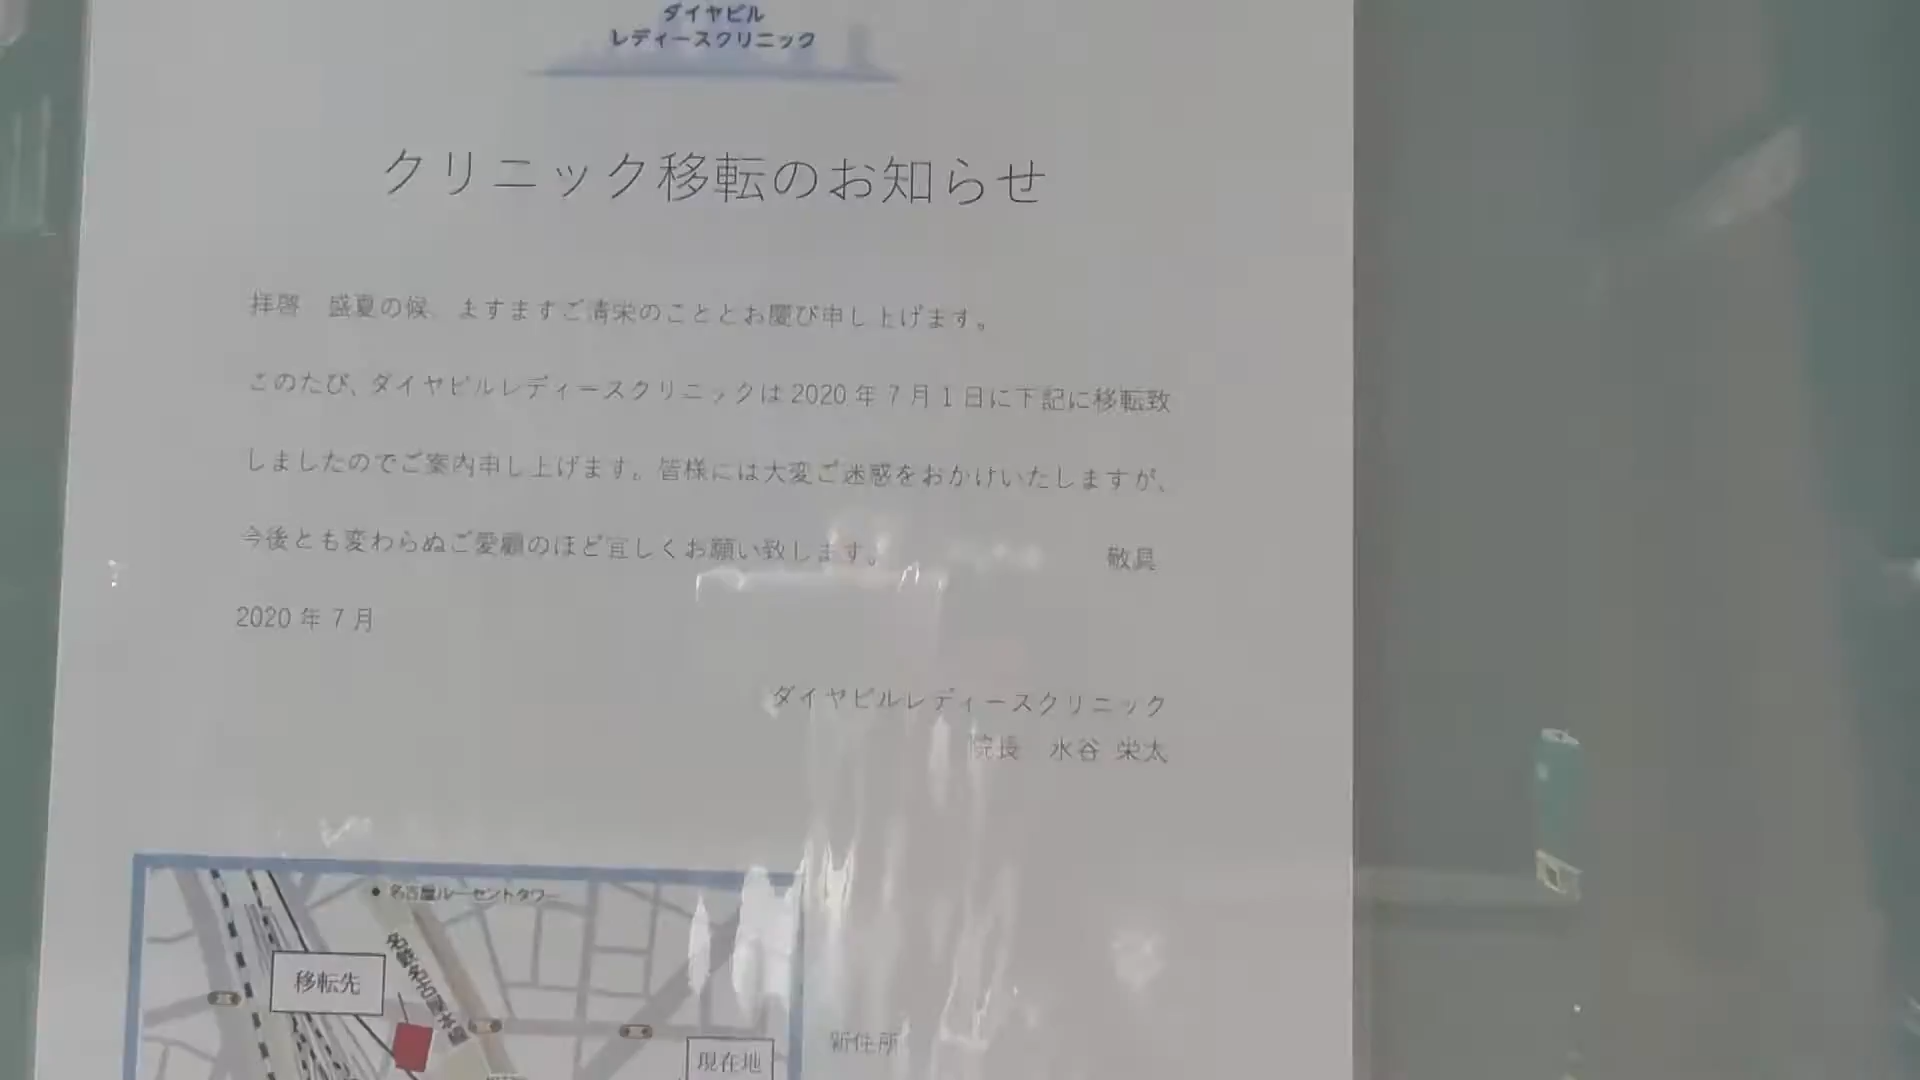 ダイヤビル
レディースクリニック
クリニック移転のお知らせ
拝啓　盛夏の候、ますますご清栄のこととお慶び申し上げます。
このたび、ダイヤビルレディースクリニックは 2020 年 7 月 1 日に下記に移転致
しましたのでご案内申し上げます。皆様には大変ご迷惑をおかけいたしますが、
今後とも変わらぬご愛顧のほど宜しくお願い致します。 敬具
2020 年 7 月
ダイヤビルレディースクリニック
院長　水谷 栄太
● 名古屋ルーセントタワー
移転先
新住所
現在地